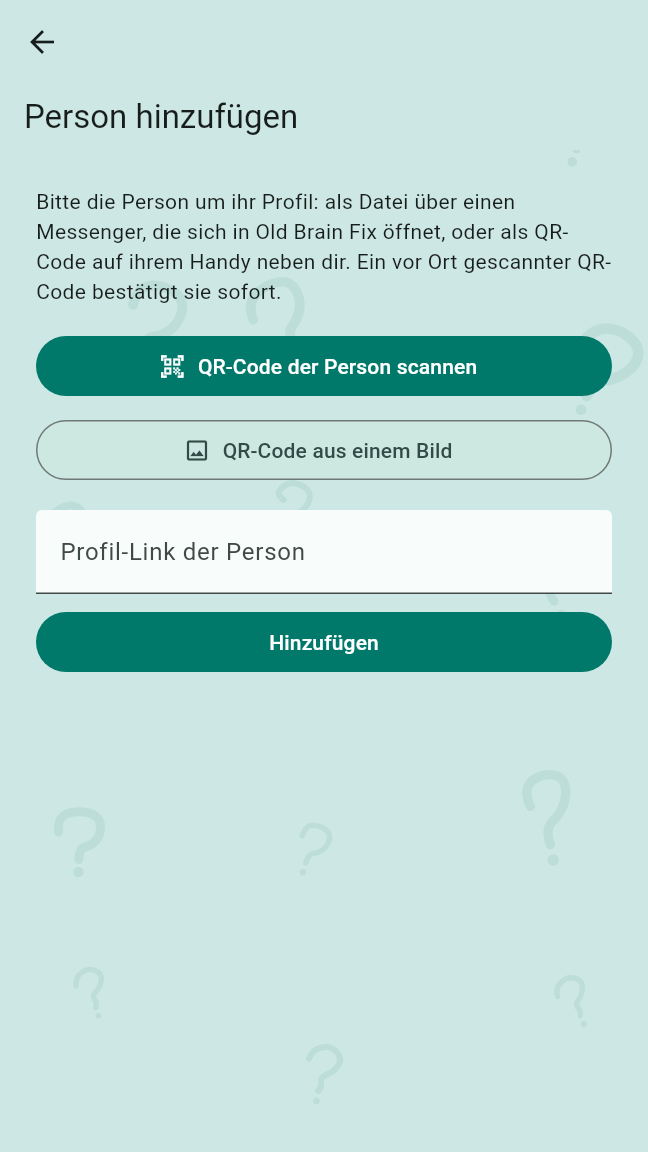 Person hinzufügen
Bitte die Person um ihr Profil: als Datei über einen
Messenger, die sich in Old Brain Fix öffnet, oder als QR-
Code auf ihrem Handy neben dir. Ein vor Ort gescannter QR-
Code bestätigt sie sofort.
QR-Code der Person scannen
QR-Code aus einem Bild
Profil-Link der Person
Hinzufügen